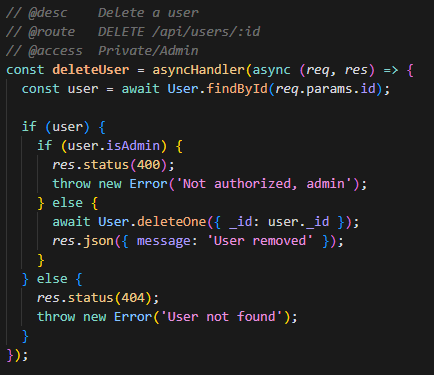 // @desc    Delete a user
// @route   DELETE /api/users/:id
// @access  Private/Admin
const deleteUser = asyncHandler(async (req, res) => {
  const user = await User.findById(req.params.id);

  if (user) {
    if (user.isAdmin) {
      res.status(400);
      throw new Error('Not authorized, admin');
    } else {
      await User.deleteOne({ _id: user._id });
      res.json({ message: 'User removed' });
    }
  } else {
    res.status(404);
    throw new Error('User not found');
  }
});